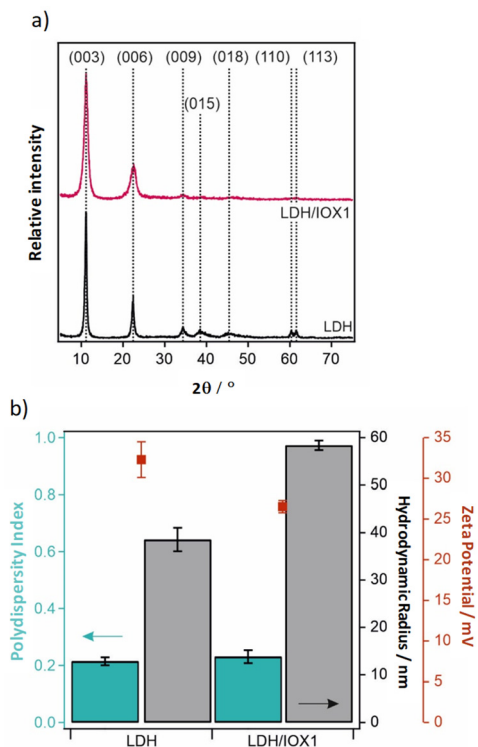 a)
(003) (006) (009) (018) (110) (113)
(015)
Relative intensity
LDH/IOX1
LDH
10 20 30 40 50 60 70
2θ / °
b)
1.0 60 35
0.8 50 30
0.6 40 25
0.4 30 20
0.2 20 15
0.0 10 10
0 5
0
Polydispersity Index
Hydrodynamic Radius / nm
Zeta Potential / mV
LDH LDH/IOX1